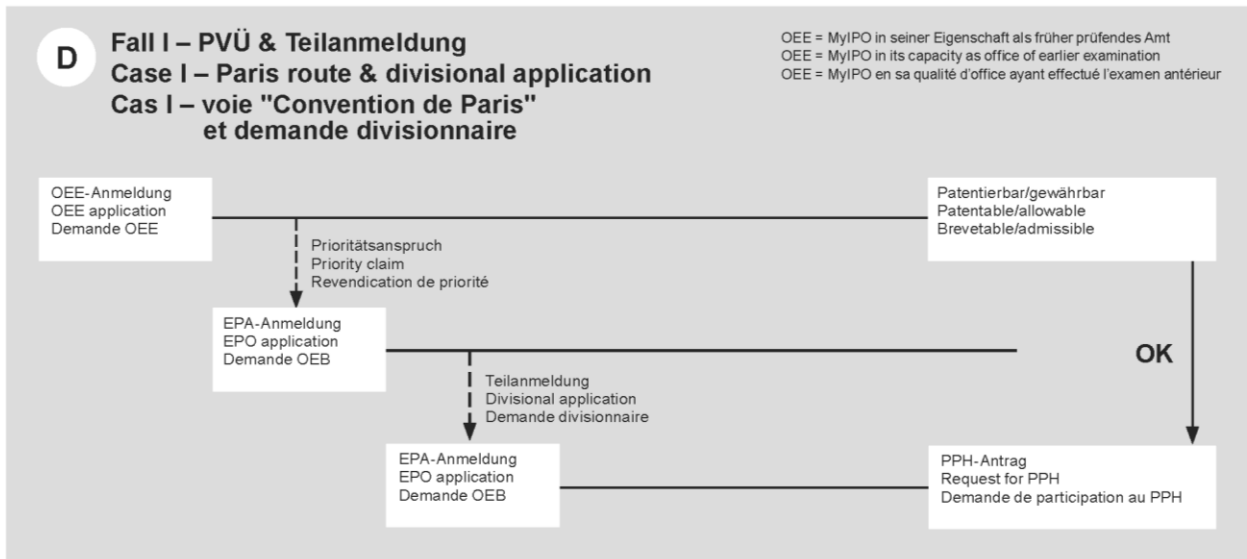 D
Fall I – PVÜ & Teilanmeldung
Case I – Paris route & divisional application
Cas I – voie "Convention de Paris"
et demande divisionnaire
OEE = MyIPO in seiner Eigenschaft als früher prüfendes Amt
OEE = MyIPO in its capacity as office of earlier examination
OEE = MyIPO en sa qualité d'office ayant effectué l'examen antérieur
OEE-Anmeldung
OEE application
Demande OEE
Patentierbar/gewährbar
Patentable/allowable
Brevetable/admissible
Prioritätsanspruch
Priority claim
Revendication de priorité
EPA-Anmeldung
EPO application
Demande OEB
OK
Teilanmeldung
Divisional application
Demande divisionnaire
EPA-Anmeldung
EPO application
Demande OEB
PPH-Antrag
Request for PPH
Demande de participation au PPH